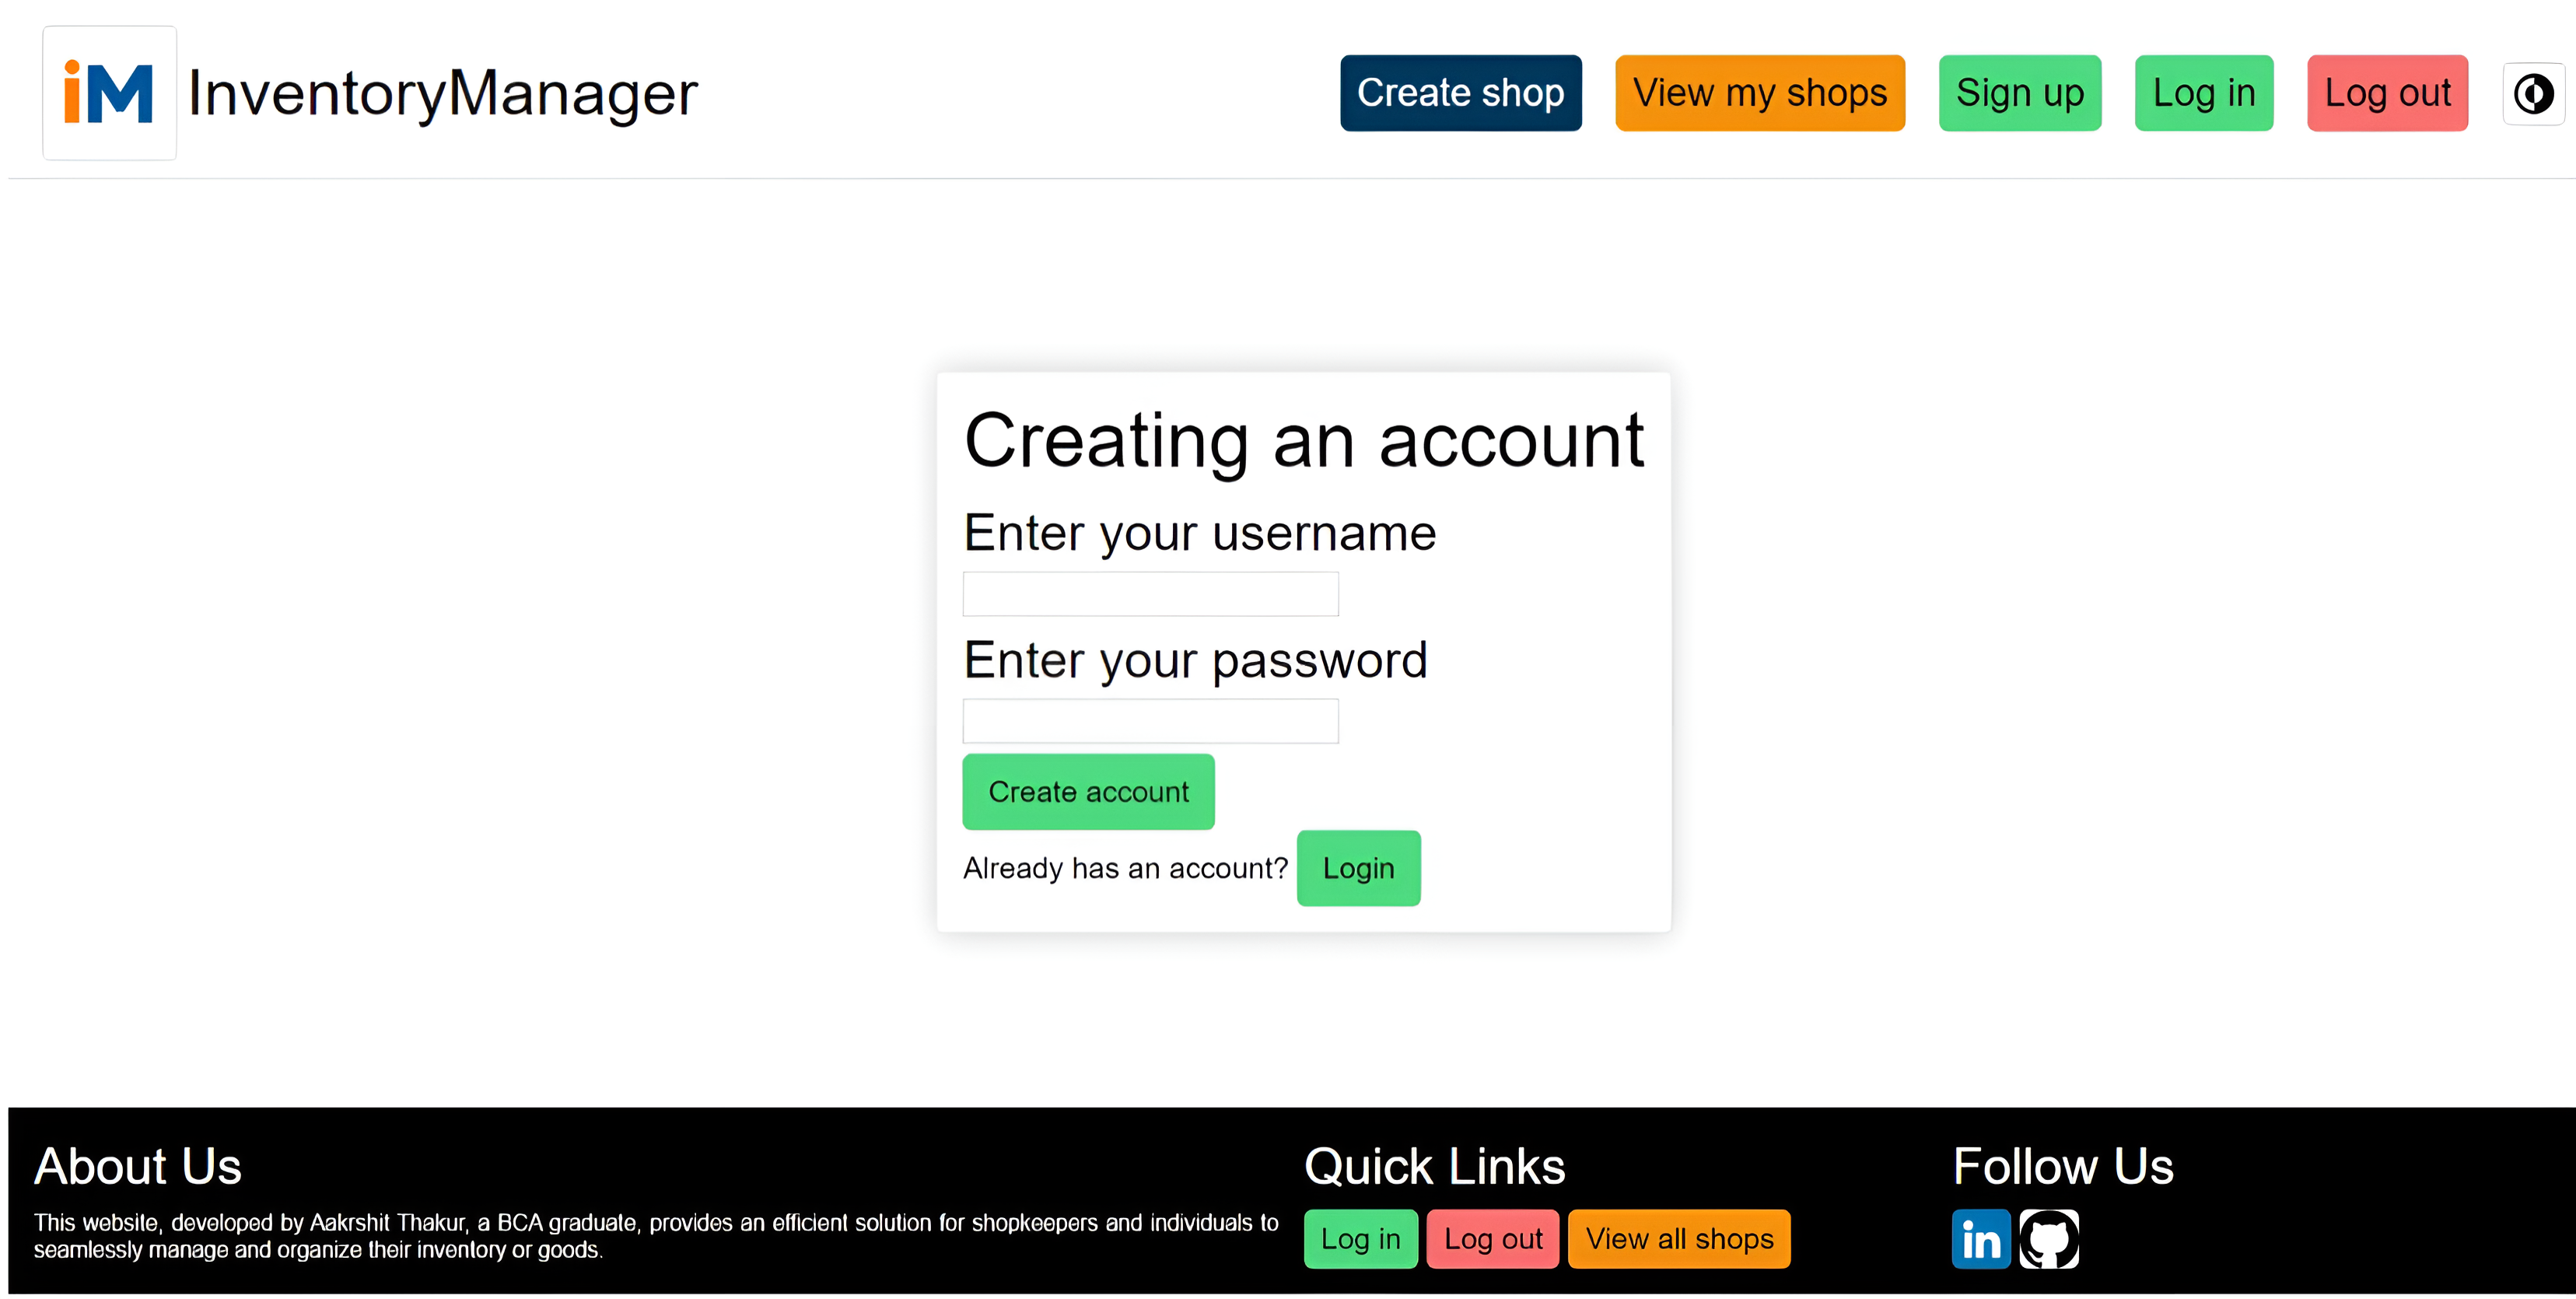 iM InventoryManager Create shop View my shops Sign up Log in Log out
Creating an account
Enter your username
Enter your password
Create account
Already has an account? Login
About Us
This website, developed by Aakrshit Thakur, a BCA graduate, provides an efficient solution for shopkeepers and individuals to
seamlessly manage and organize their inventory or goods.
Quick Links
Log in Log out View all shops
Follow Us
in